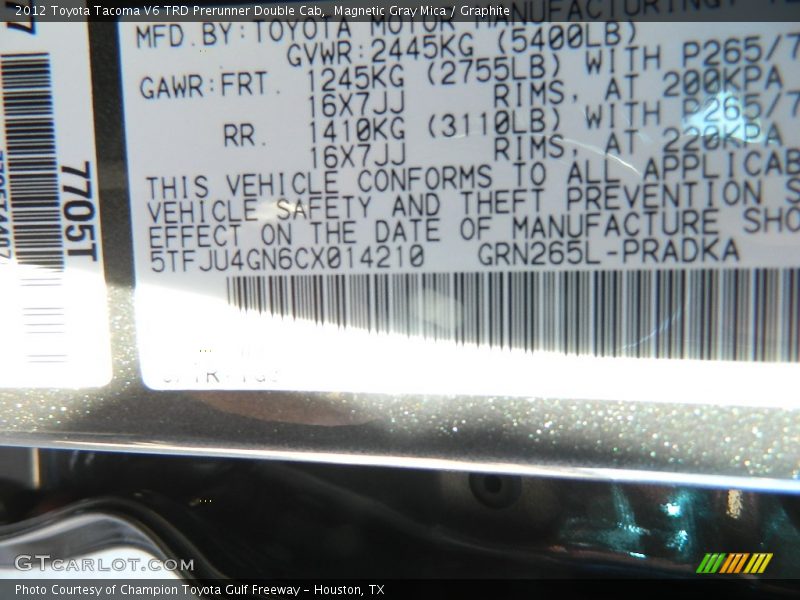 2012 Toyota Tacoma V6 TRD Prerunner Double Cab, Magnetic Gray Mica / Graphite
MFD. BY: TOYOTA MOTOR MANUFACTURING
GVWR: 2445KG (5400LB)
GAWR: FRT. 1245KG (2755LB) WITH P265/7
16X7JJ RIMS, AT 200KPA
RR. 1410KG (3110LB) WITH P265/7
16X7JJ RIMS, AT 220KPA
THIS VEHICLE CONFORMS TO ALL APPLICAB
VEHICLE SAFETY AND THEFT PREVENTION S
EFFECT ON THE DATE OF MANUFACTURE SHO
5TFJU4GN6CX014210 GRN265L-PRADKA
7705T
GTCARLOT.COM
Photo Courtesy of Champion Toyota Gulf Freeway - Houston, TX